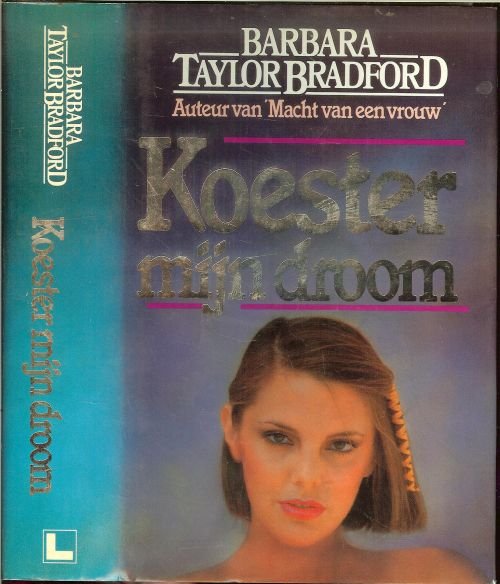 BARBARA
TAYLOR BRADFORD
Koester mijn droom
L
BARBARA
TAYLOR BRADFORD
Auteur van 'Macht van een vrouw'
Koester
mijn droom